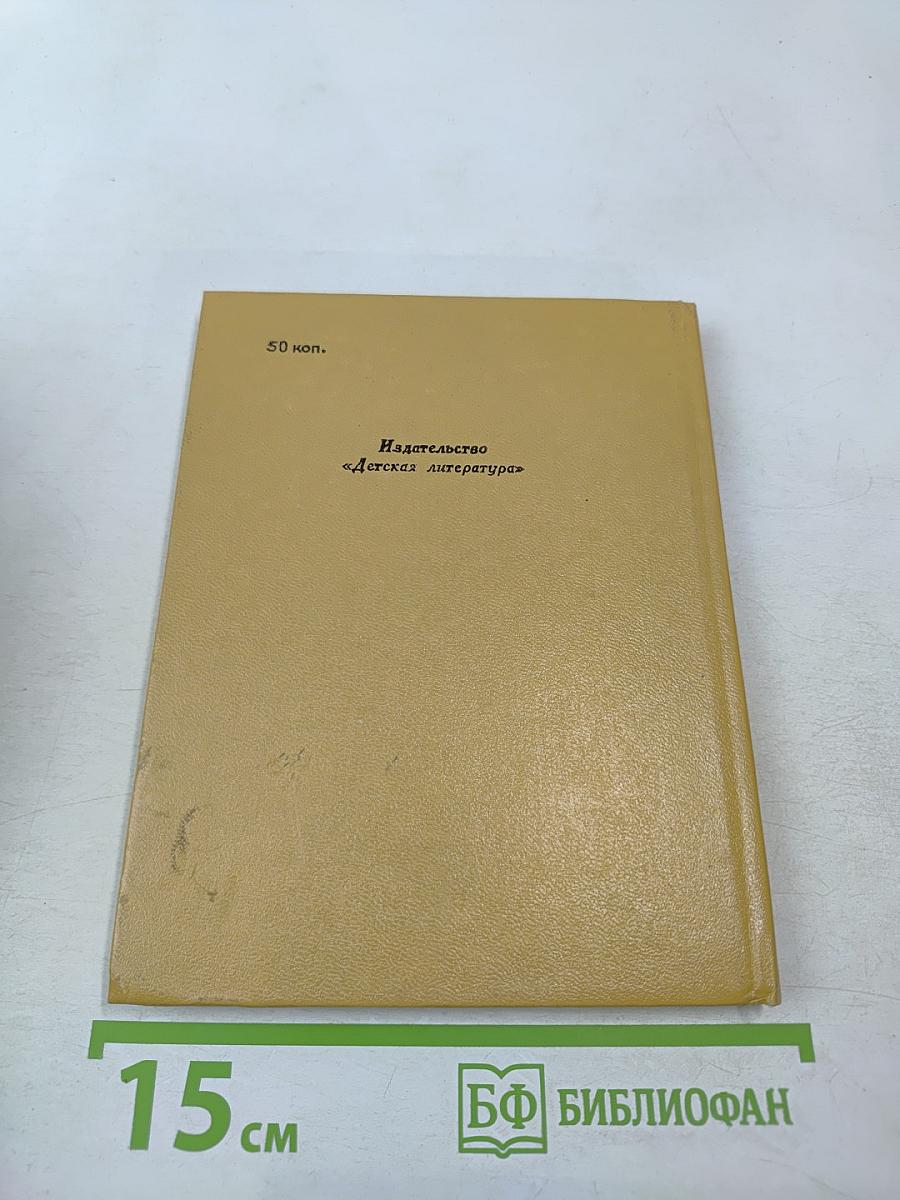 50 коп.
Издательство
«Детская литература»
15 см
БФ БИБЛИОФАН